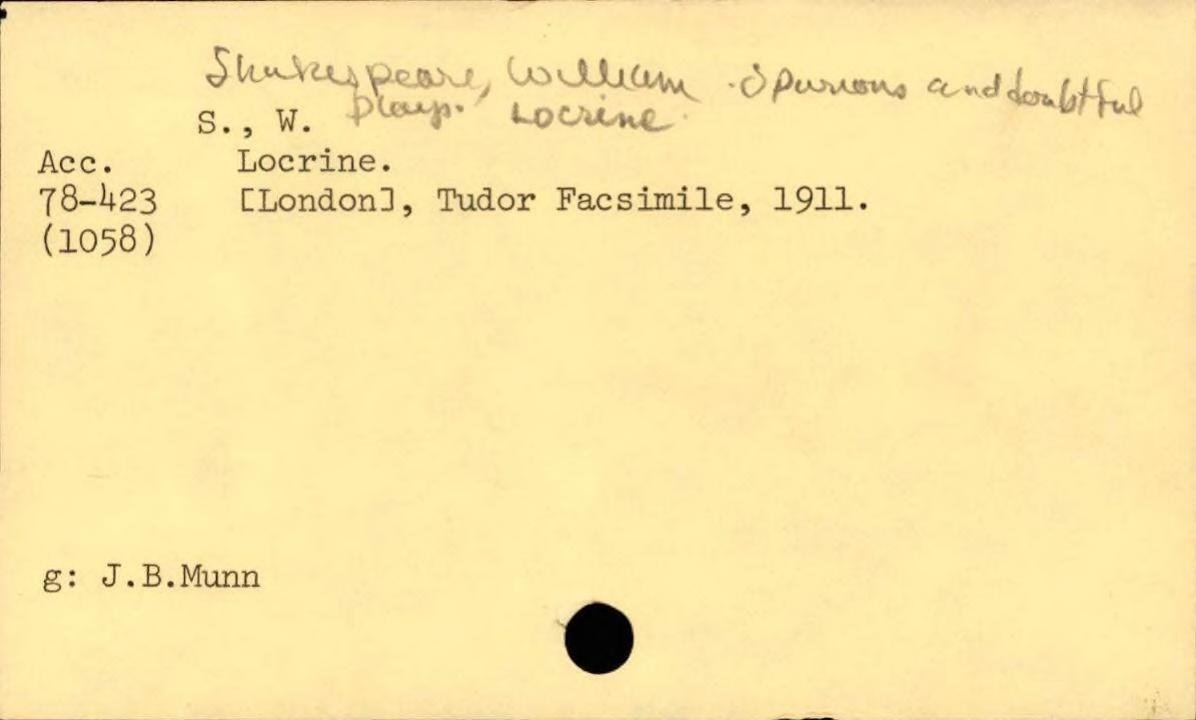 Shakespeare, William. Spurious and doubtful
plays. Locrine.
S., W.
Acc. Locrine.
78-423 [London], Tudor Facsimile, 1911.
(1058)
g: J.B.Munn